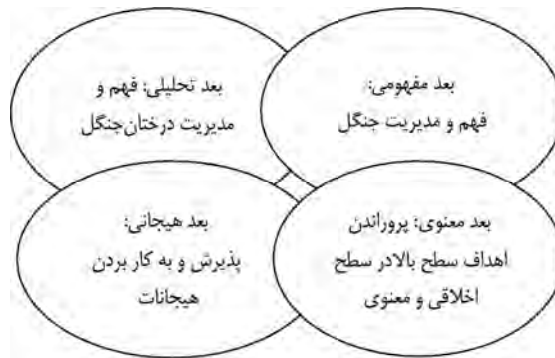 بعد مفهومی:
فهم و مدیریت جنگل
بعد تحلیلی: فهم و
مدیریت درختان جنگل
بعد معنوی: پروراندن
اهداف سطح بالادر سطح
اخلاقی و معنوی
بعد هیجانی:
پذیرش و به کار بردن
هیجانات